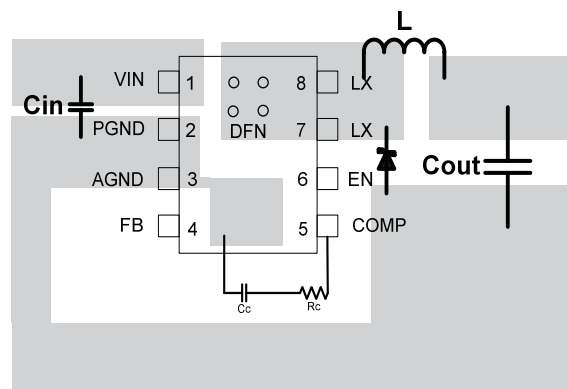 L
VIN 1 8 LX
Cin
PGND 2 DFN 7 LX
Cout
AGND 3 6 EN
FB 4 5 COMP
Cc Rc